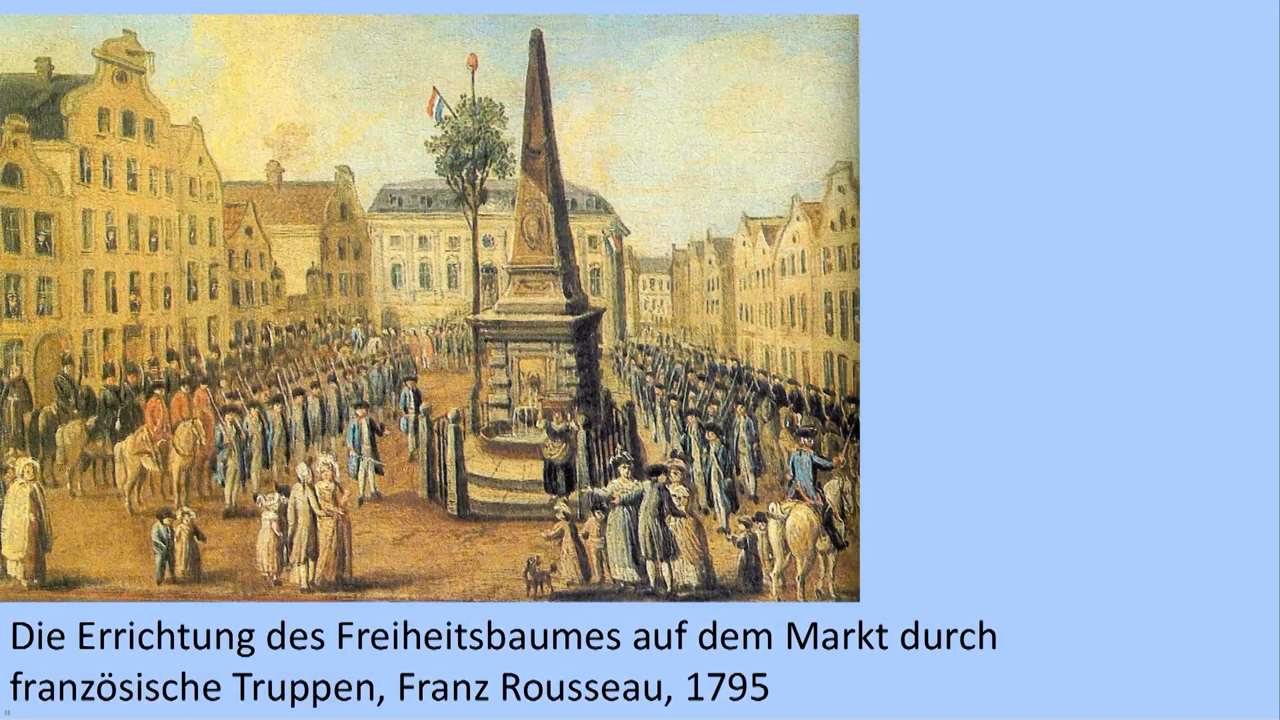 Die Errichtung des Freiheitsbaumes auf dem Markt durch
französische Truppen, Franz Rousseau, 1795